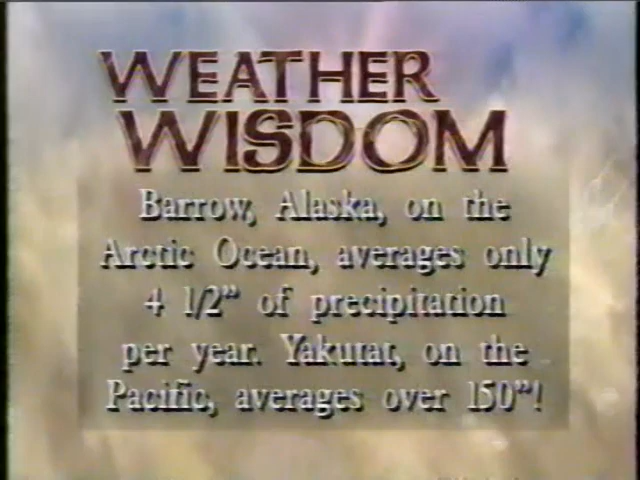 WEATHER
WISDOM
Barrow, Alaska, on the
Arctic Ocean, averages only
4 1/2" of precipitation
per year. Yakutat, on the
Pacific, averages over 150"!